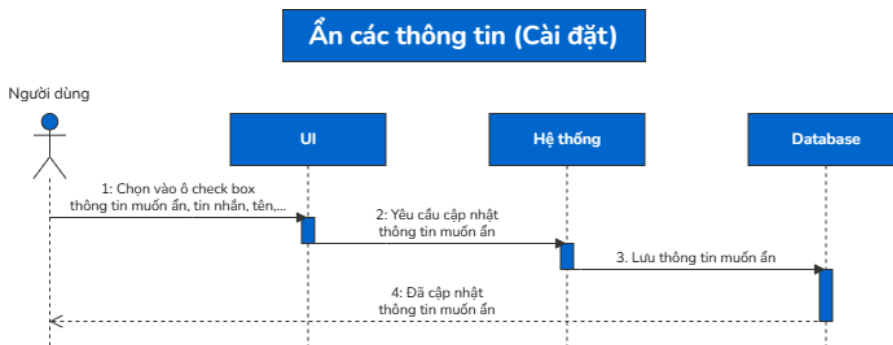 Ẩn các thông tin (Cài đặt)
Người dùng
UI
Hệ thống
Database
1: Chọn vào ô check box
thông tin muốn ẩn, tin nhắn, tên,...
2: Yêu cầu cập nhật
thông tin muốn ẩn
3. Lưu thông tin muốn ẩn
4: Đã cập nhật
thông tin muốn ẩn